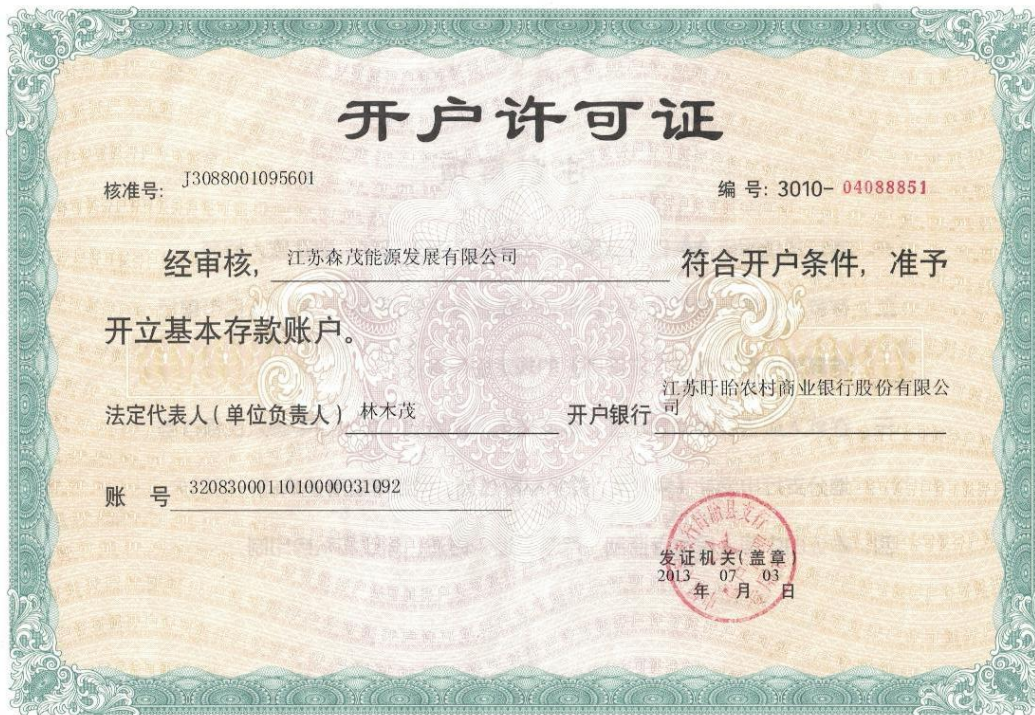 开户许可证
核准号: J3088001095601 编 号: 3010- 04088851
经审核, 江苏森茂能源发展有限公司 符合开户条件, 准予
开立基本存款账户。
法定代表人(单位负责人) 林木茂 开户银行 江苏盱眙农村商业银行股份有限公
司
账 号 3208300011010000031092
发证机关(盖章)
2013 07 03
年 月 日